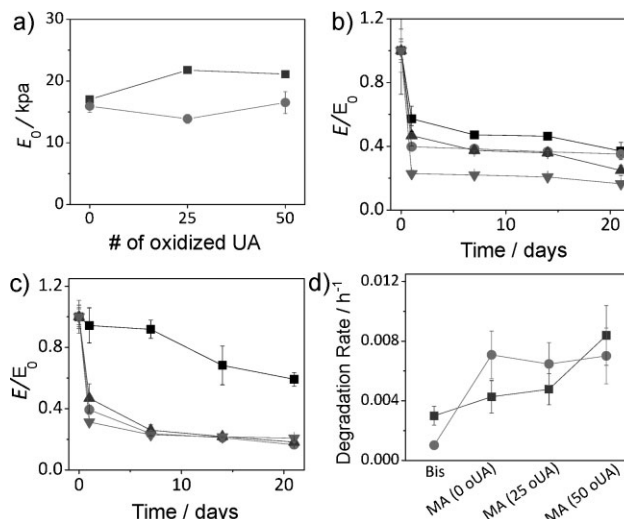 a)
30
20
10
0
E₀ / kpa
0 25 50
# of oxidized UA
b)
1.2
0.8
0.4
0.0
E/E₀
0 10 20
Time / days
c)
1.2
0.8
0.4
0.0
E/E₀
0 10 20
Time / days
d)
0.012
0.008
0.004
0.000
Degradation Rate / h⁻¹
Bis
MA (0 oUA)
MA (25 oUA)
MA (50 oUA)